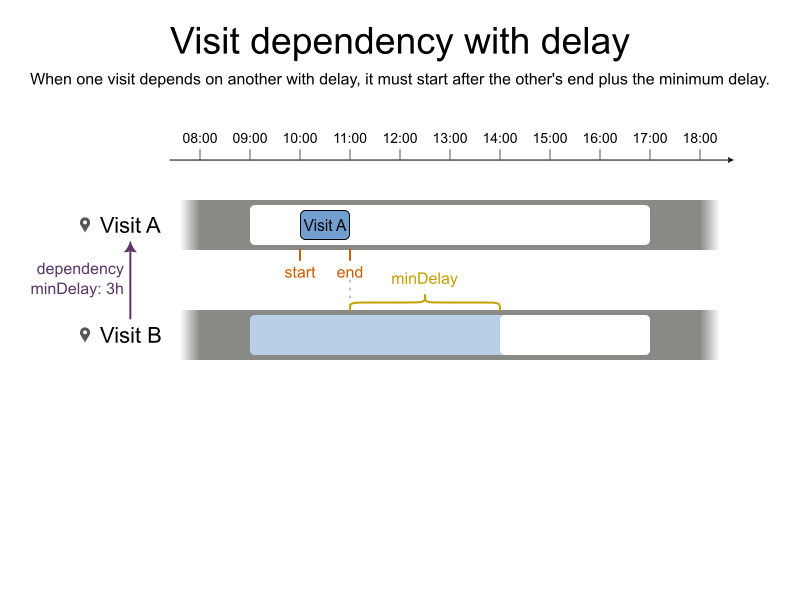 Visit dependency with delay
When one visit depends on another with delay, it must start after the other's end plus the minimum delay.
08:00 09:00 10:00 11:00 12:00 13:00 14:00 15:00 16:00 17:00 18:00
Visit A
Visit A
start
end
dependency
minDelay: 3h
minDelay
Visit B